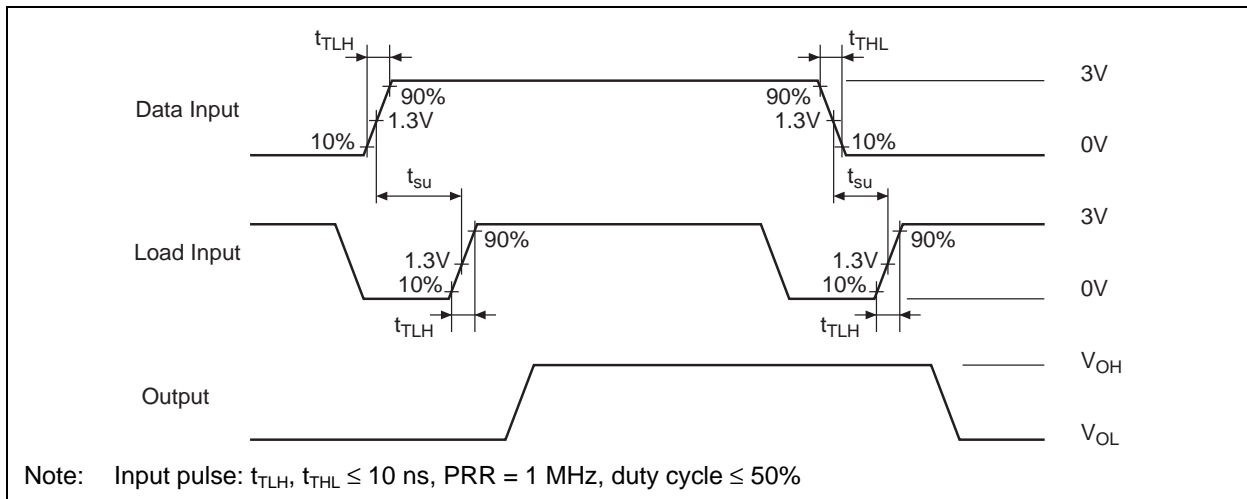 tTLH
tTHL
3V
90%
90%
Data Input
1.3V
1.3V
10%
10%
0V
tsu
tsu
3V
90%
90%
Load Input
1.3V
1.3V
10%
10%
0V
tTLH
tTLH
VOH
Output
VOL
Note: Input pulse: tTLH, tTHL ≤ 10 ns, PRR = 1 MHz, duty cycle ≤ 50%